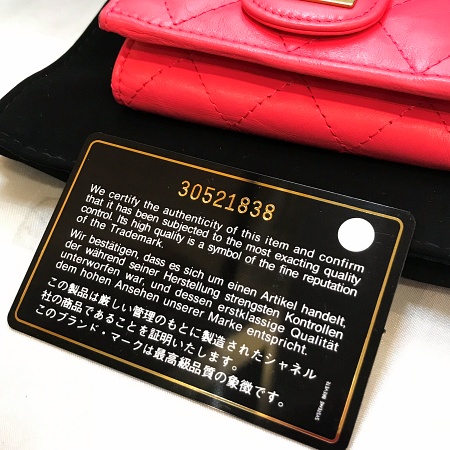 30521838
We certify the authenticity of this item and confirm
that it has been subjected to the most exacting quality
control. Its high quality is a symbol of the fine reputation
of the Trademark.
Wir bestätigen, dass es sich um einen Artikel handelt,
der während seiner Herstellung strengsten Kontrollen
unterworfen war, und dessen erstklassige Qualität
dem hohen Ansehen unserer Marke entspricht.
この製品は厳しい管理のもとに製造されたシャネル
社の商品であることを証明いたします。
このブランド・マークは最高級品質の象徴です。